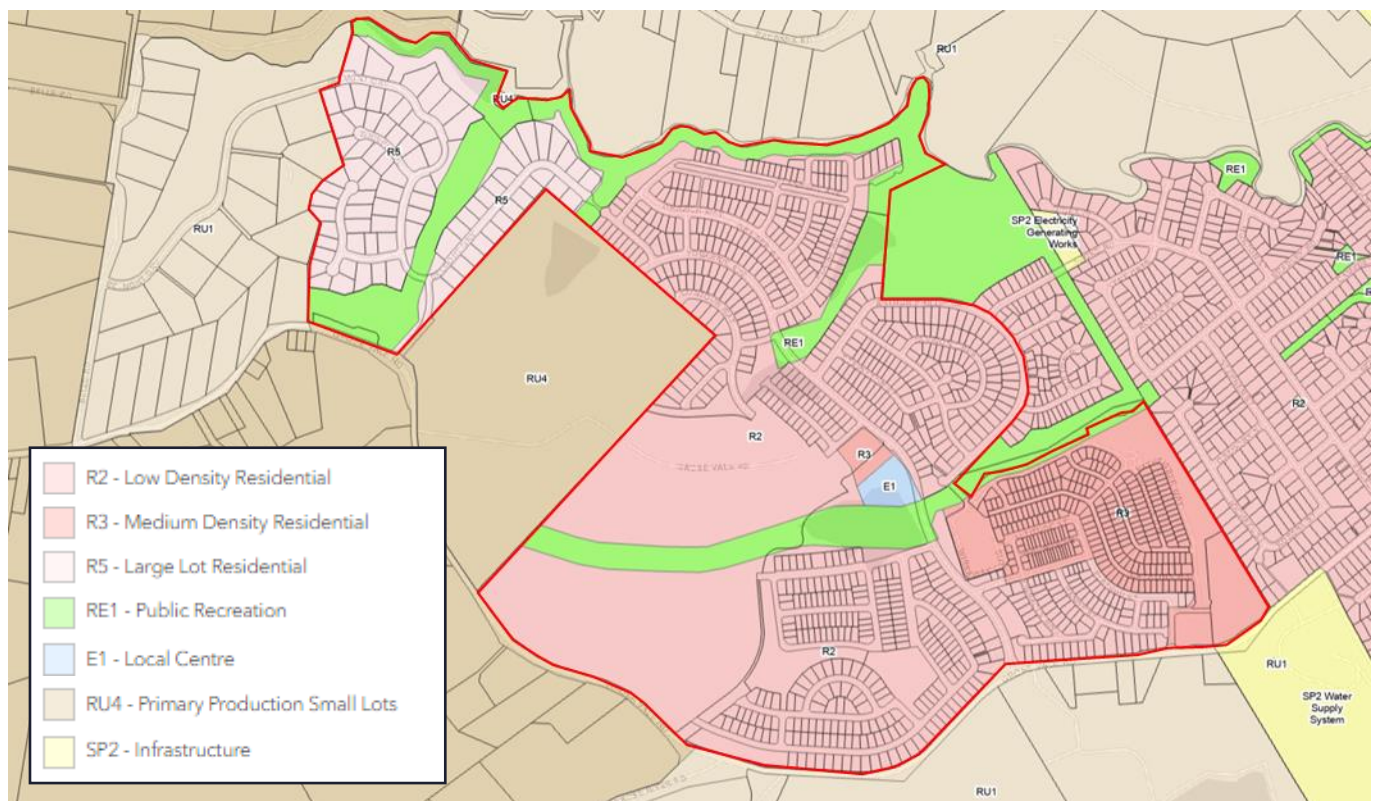 RU1
RU4
R5
RE1
R5
RU1
SP2 Electricity
Generating
Works
RE1
RE1
RU4
R2
R2
R3
E1
R3
R2
RU1
SP2 Water
Supply
System
RU1
R2 - Low Density Residential
R3 - Medium Density Residential
R5 - Large Lot Residential
RE1 - Public Recreation
E1 - Local Centre
RU4 - Primary Production Small Lots
SP2 - Infrastructure